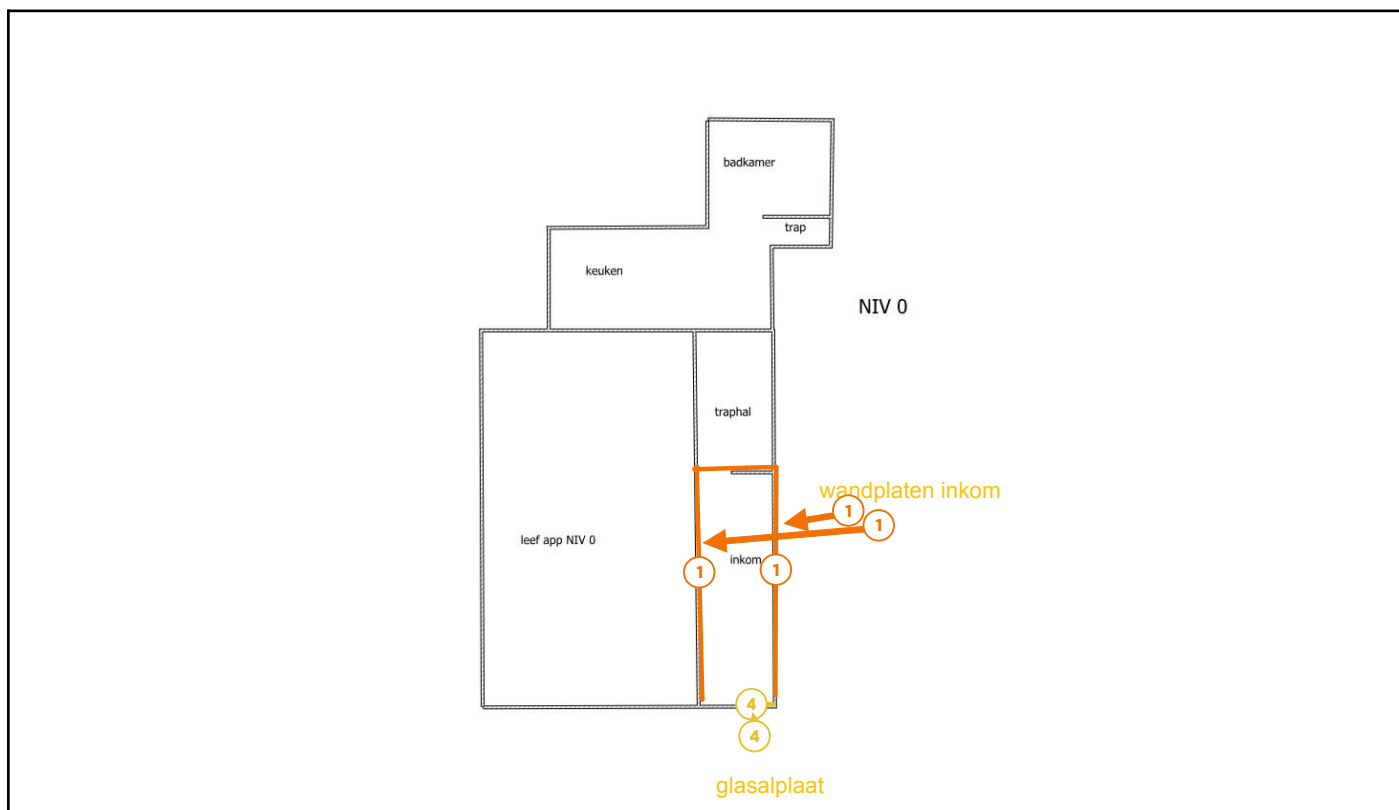 badkamer
trap
keuken
NIV 0
traphal
wandplaten inkom
1
1
leef app NIV 0
inkom
1
1
4
4
glasalplaat